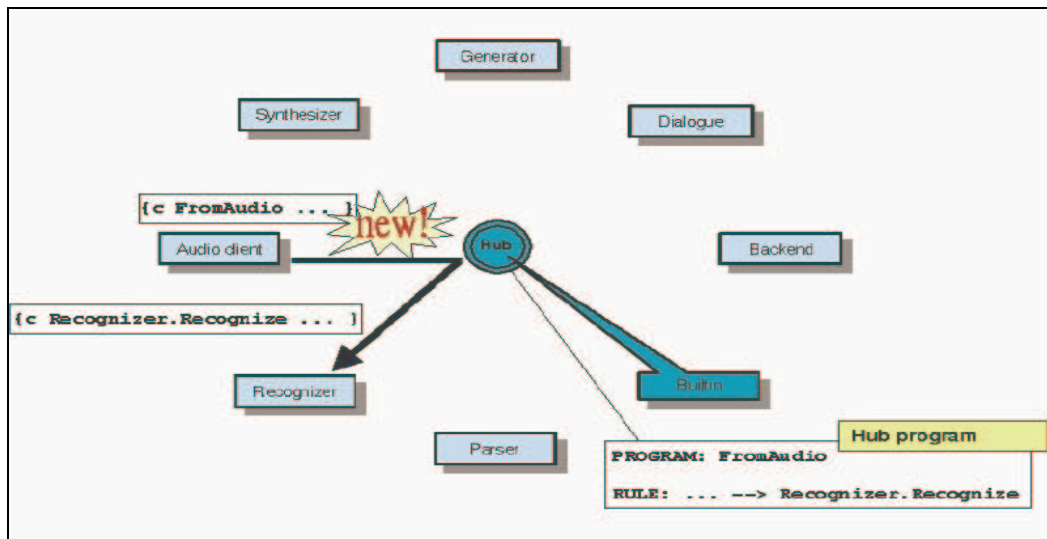 Generator
Synthesizer
Dialogue
{c FromAudio ... }
new!
Audio client
Hub
Backend
{c Recognizer.Recognize ... }
Recognizer
Builtin
Parser
Hub program
PROGRAM: FromAudio
RULE: ... --> Recognizer.Recognize